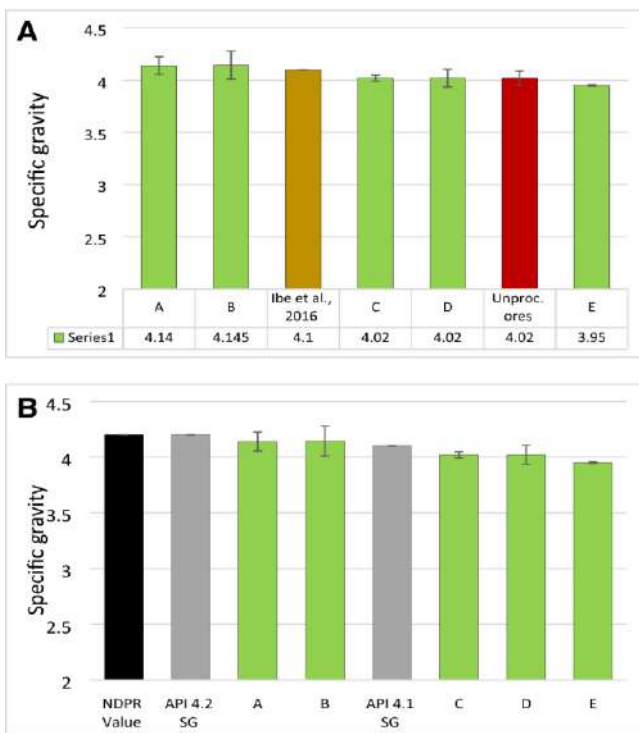 A
4.5
4
3.5
3
2.5
2
Specific gravity
A B Ibe et al., 2016 C D Unproc. ores E
Series1 4.14 4.145 4.1 4.02 4.02 4.02 3.95
B
4.5
4
3.5
3
2.5
2
Specific gravity
NDPR Value API 4.2 SG A B API 4.1 SG C D E